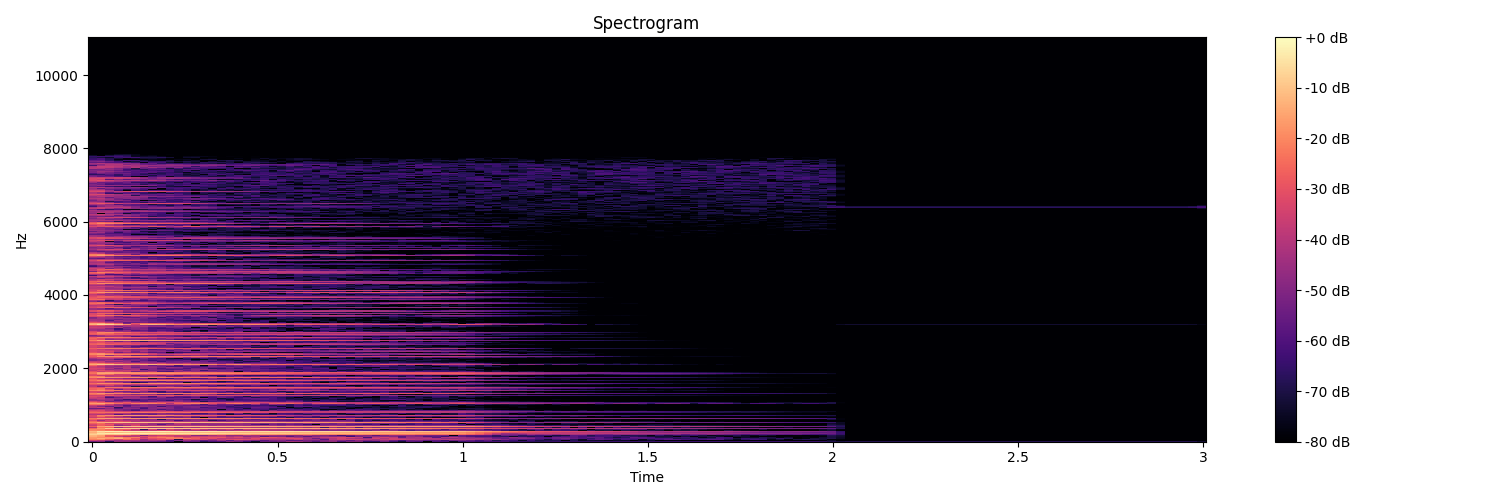 Spectrogram
+0 dB
10000
-10 dB
8000
-20 dB
-30 dB
6000
Hz
-40 dB
-50 dB
4000
-60 dB
2000
-70 dB
0
-80 dB
0 0.5 1 1.5 2 2.5 3
Time